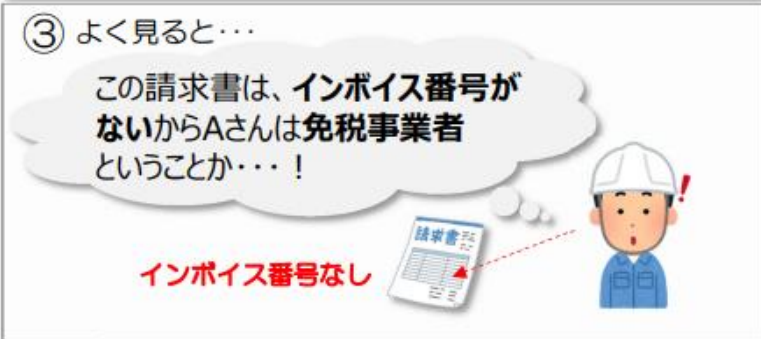 ③ よく見ると･･･
この請求書は、インボイス番号が
ないからAさんは免税事業者
ということか･･･！
請求書
インボイス番号なし